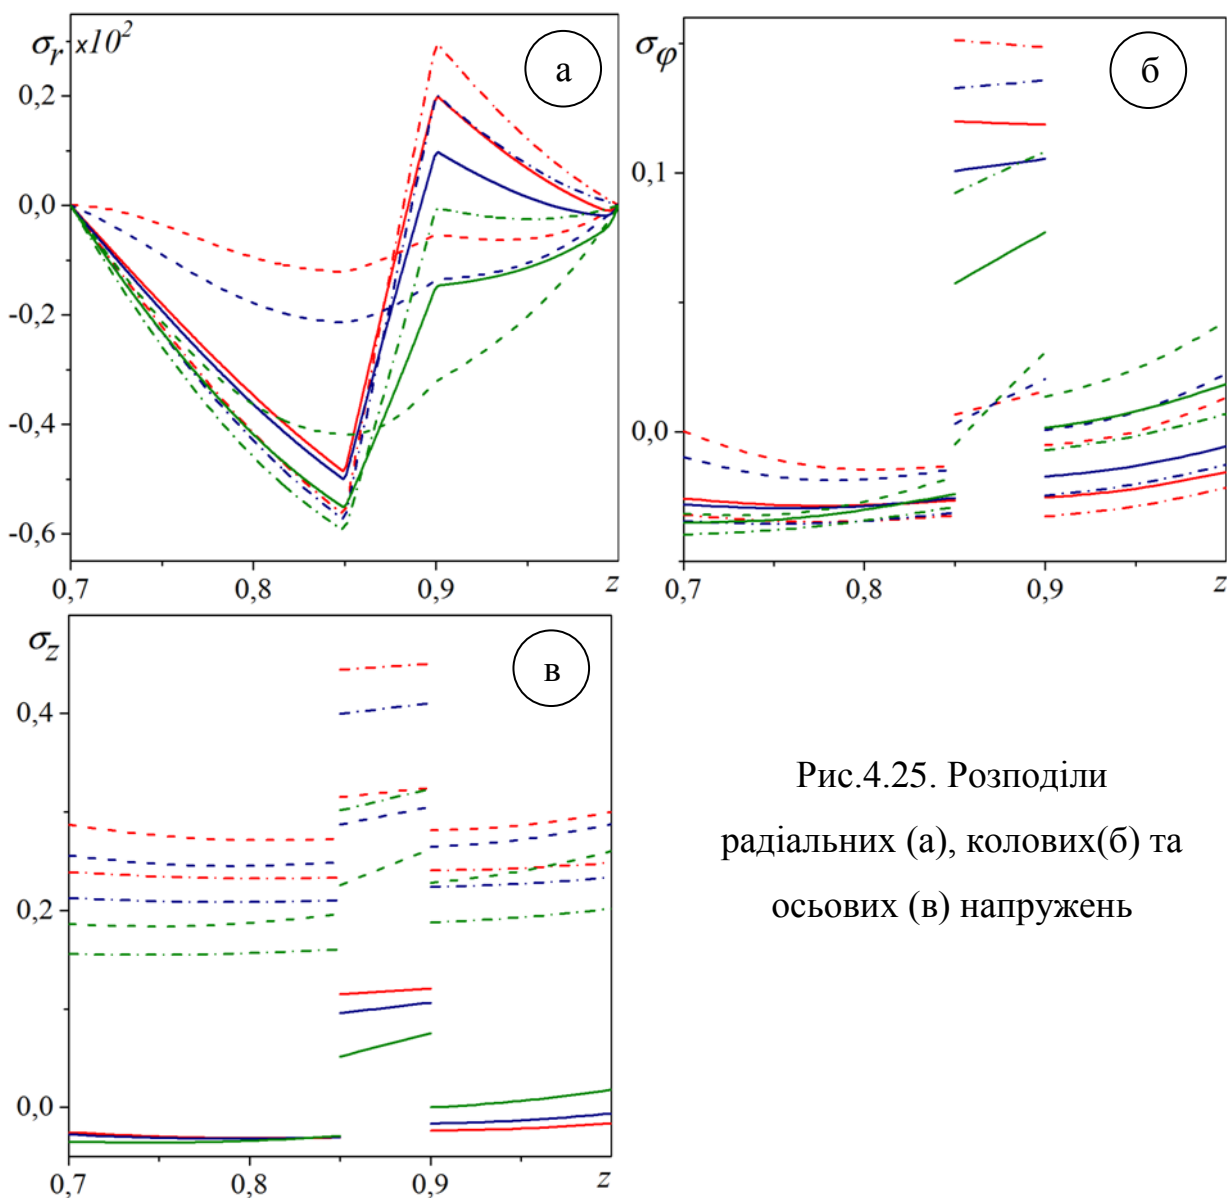 σr x10²
а
0,2
0,0
-0,2
-0,4
-0,6
0,7 0,8 0,9 z
σφ
б
0,1
0,0
0,7 0,8 0,9 z
σz
в
0,4
0,2
0,0
0,7 0,8 0,9 z
Рис.4.25. Розподіли
радіальних (а), колових(б) та
осьових (в) напружень